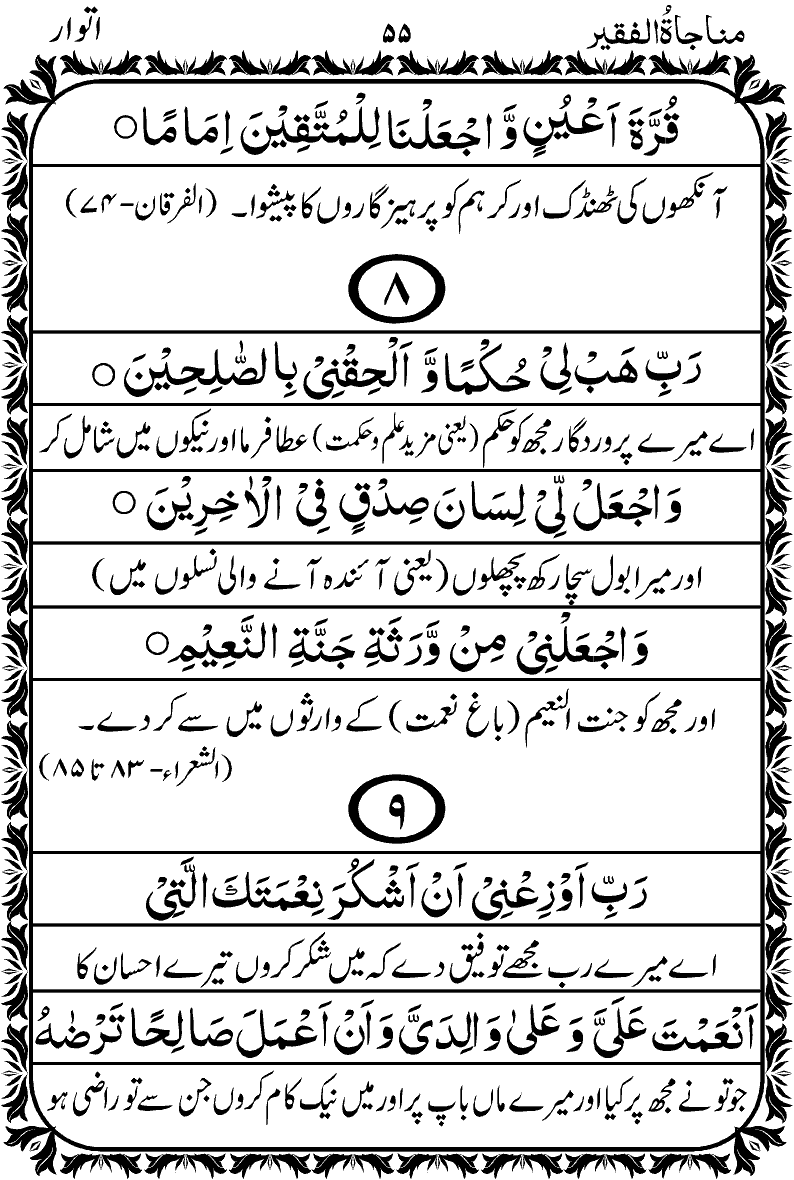 مناجاۃُالفقیر ۵۵ اتوار
قُرَّةَ اَعْيُنٍ وَّ اجْعَلْنَا لِلْمُتَّقِيْنَ اِمَامًا○
آنکھوں کی ٹھنڈک اور کر ہم کو پرہیز گاروں کا پیشوا۔ (الفرقان-۷۴)
۸
رَبِّ هَبْ لِيْ حُكْمًا وَّ اَلْحِقْنِيْ بِالصّٰلِحِيْنَ ○
اے میرے پروردگار مجھ کو حکم (یعنی مزید علم و حکمت) عطا فرما اور نیکوں میں شامل کر
وَاجْعَلْ لِّيْ لِسَانَ صِدْقٍ فِي الْاٰخِرِيْنَ ○
اور میرا بول سچا رکھ پچھلوں (یعنی آئندہ آنے والی نسلوں میں)
وَاجْعَلْنِيْ مِنْ وَّرَثَةِ جَنَّةِ النَّعِيْمِ○
اور مجھ کو جنت النعیم (باغِ نعمت) کے وارثوں میں سے کر دے۔
(الشعراء- ۸۳ تا ۸۵)
۹
رَبِّ اَوْزِعْنِيْ اَنْ اَشْكُرَ نِعْمَتَكَ الَّتِيْ
اے میرے رب مجھے توفیق دے کہ میں شکر کروں تیرے احسان کا
اَنْعَمْتَ عَلَيَّ وَ عَلٰى وَالِدَيَّ وَاَنْ اَعْمَلَ صَالِحًا تَرْضٰهُ
جو تو نے مجھ پر کیا اور میرے ماں باپ پر اور میں نیک کام کروں جن سے تو راضی ہو